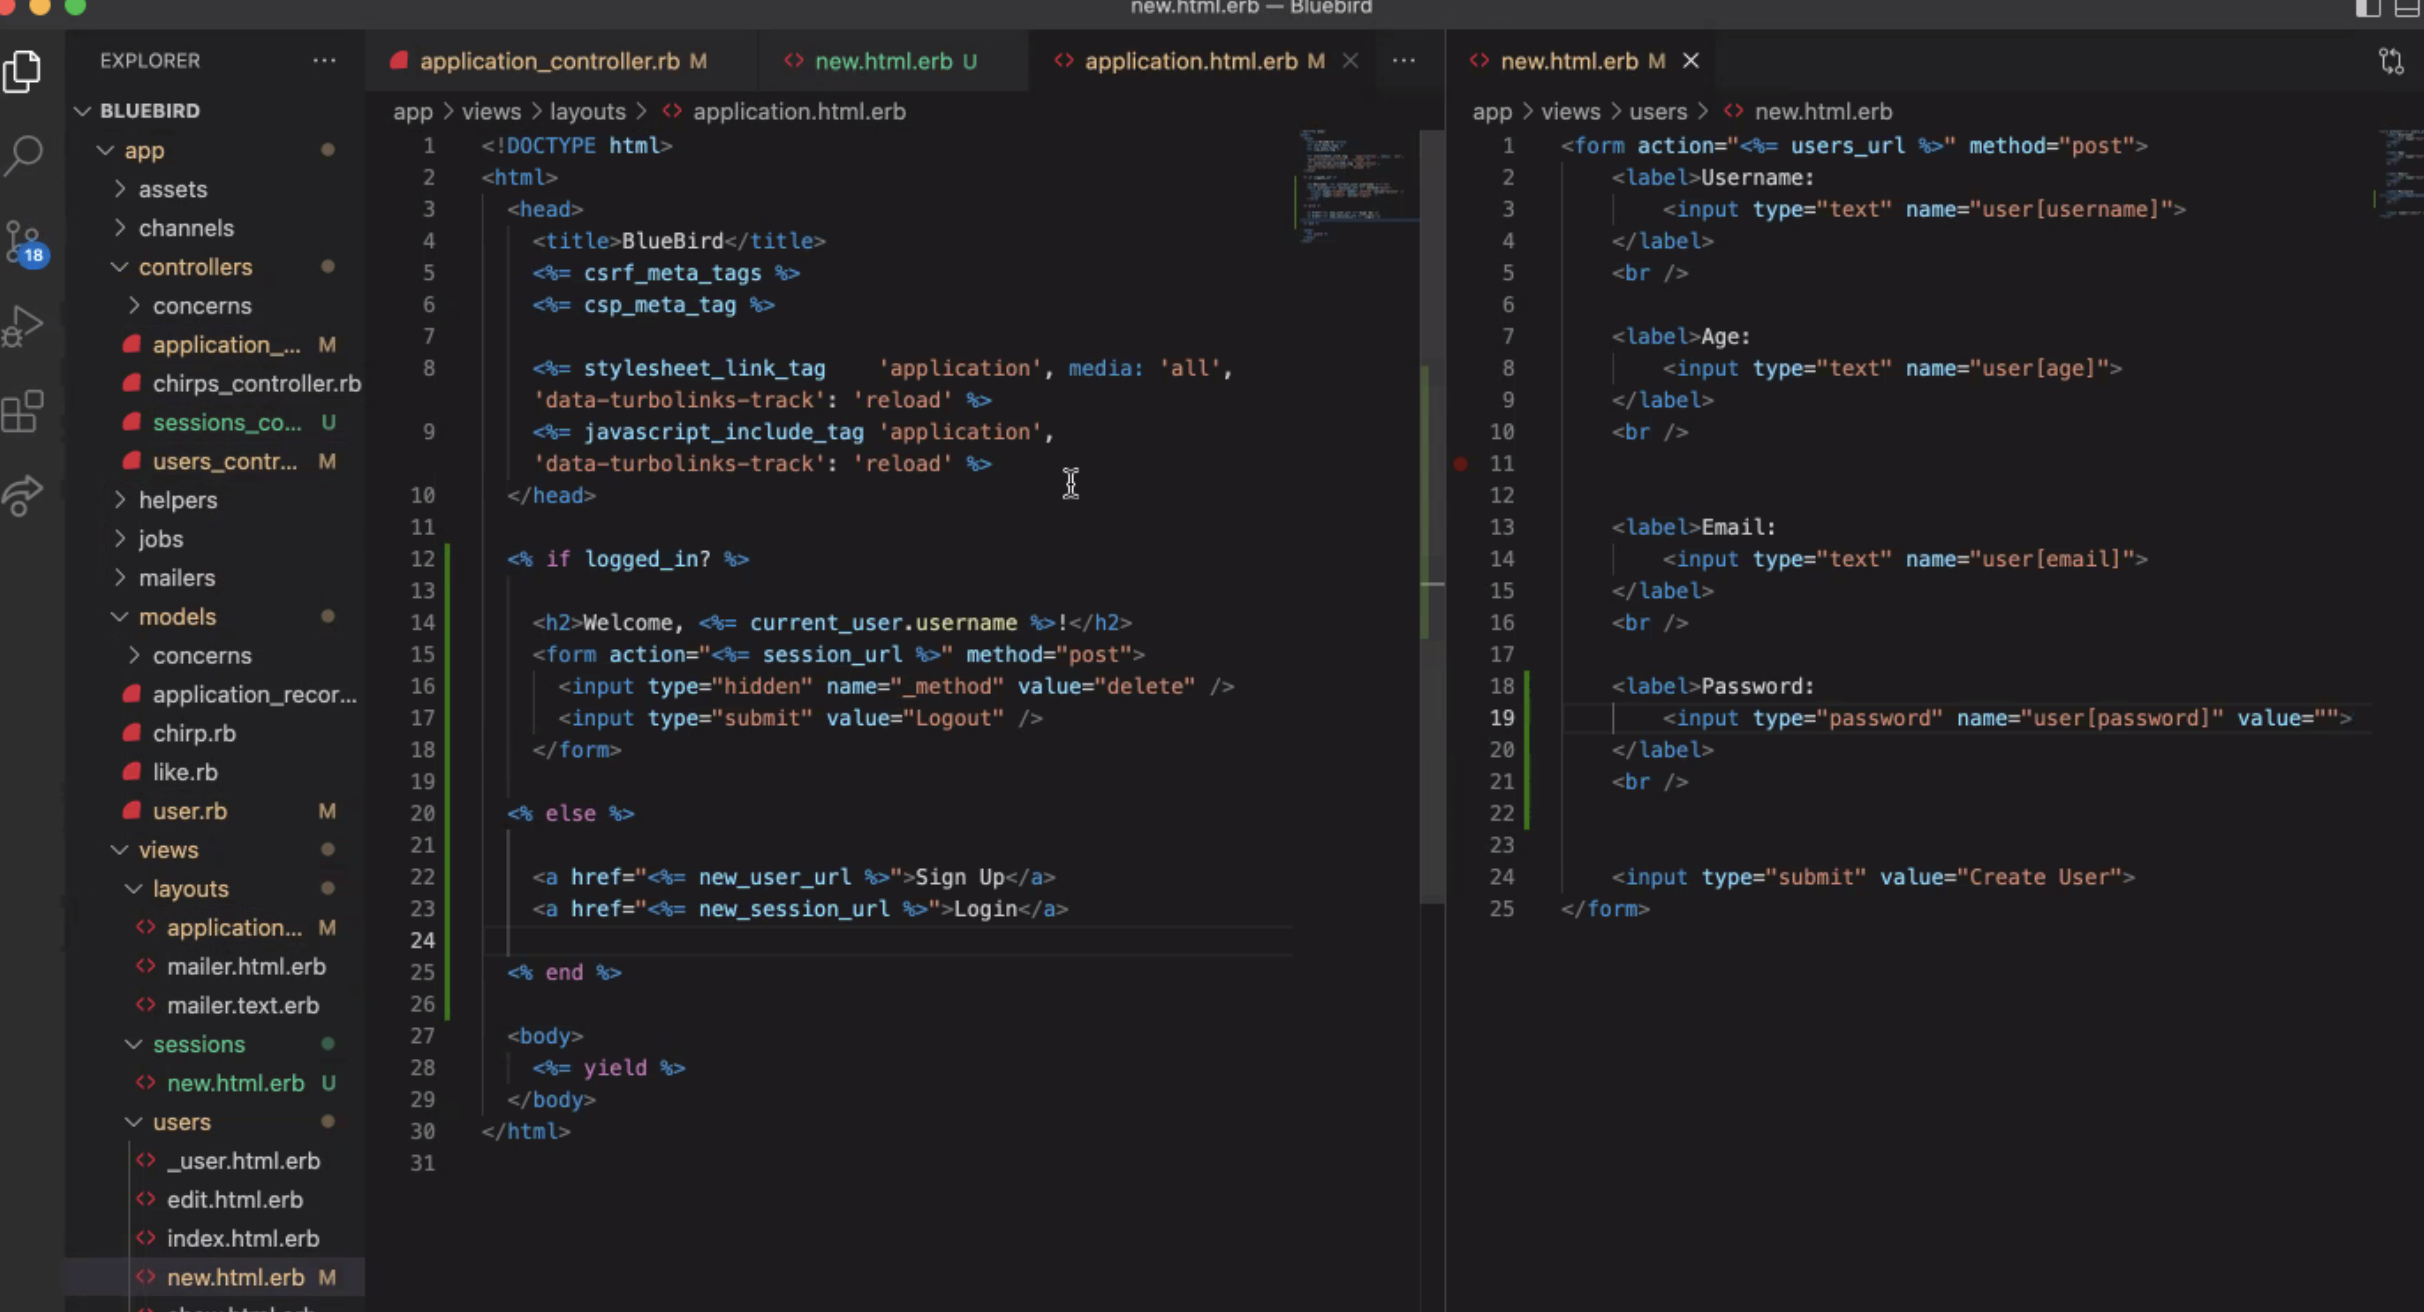 new.html.erb — Bluebird
EXPLORER
BLUEBIRD
app
assets
channels
controllers
concerns
application_... M
chirps_controller.rb
sessions_co... U
users_contr... M
helpers
jobs
mailers
models
concerns
application_recor...
chirp.rb
like.rb
user.rb M
views
layouts
application... M
mailer.html.erb
mailer.text.erb
sessions
new.html.erb U
users
_user.html.erb
edit.html.erb
index.html.erb
new.html.erb M
18
application_controller.rb M
new.html.erb U
application.html.erb M
app > views > layouts > application.html.erb
1 <!DOCTYPE html>
2 <html>
3 <head>
4 <title>BlueBird</title>
5 <%= csrf_meta_tags %>
6 <%= csp_meta_tag %>
7
8 <%= stylesheet_link_tag    'application', media: 'all',
'data-turbolinks-track': 'reload' %>
9 <%= javascript_include_tag 'application',
'data-turbolinks-track': 'reload' %>
10 </head>
11
12 <% if logged_in? %>
13
14 <h2>Welcome, <%= current_user.username %>!</h2>
15 <form action="<%= session_url %>" method="post">
16 <input type="hidden" name="_method" value="delete" />
17 <input type="submit" value="Logout" />
18 </form>
19
20 <% else %>
21
22 <a href="<%= new_user_url %>">Sign Up</a>
23 <a href="<%= new_session_url %>">Login</a>
24
25 <% end %>
26
27 <body>
28 <%= yield %>
29 </body>
30 </html>
31
new.html.erb M
app > views > users > new.html.erb
1 <form action="<%= users_url %>" method="post">
2 <label>Username:
3 <input type="text" name="user[username]">
4 </label>
5 <br />
6
7 <label>Age:
8 <input type="text" name="user[age]">
9 </label>
10 <br />
11
12
13 <label>Email:
14 <input type="text" name="user[email]">
15 </label>
16 <br />
17
18 <label>Password:
19 <input type="password" name="user[password]" value="">
20 </label>
21 <br />
22
23
24 <input type="submit" value="Create User">
25 </form>